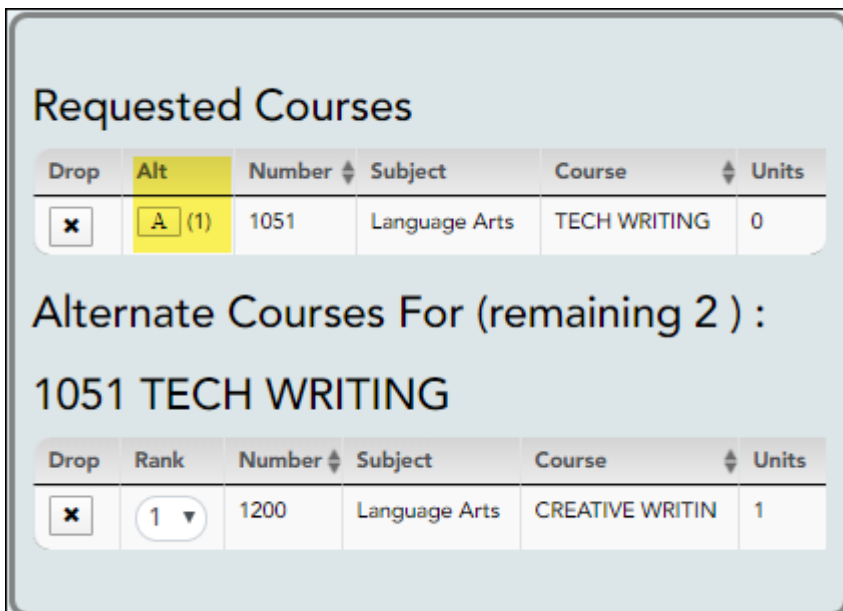 Requested Courses
Drop Alt Number Subject Course Units
x A (1) 1051 Language Arts TECH WRITING 0
Alternate Courses For (remaining 2 ) :
1051 TECH WRITING
Drop Rank Number Subject Course Units
x 1 1200 Language Arts CREATIVE WRITIN 1